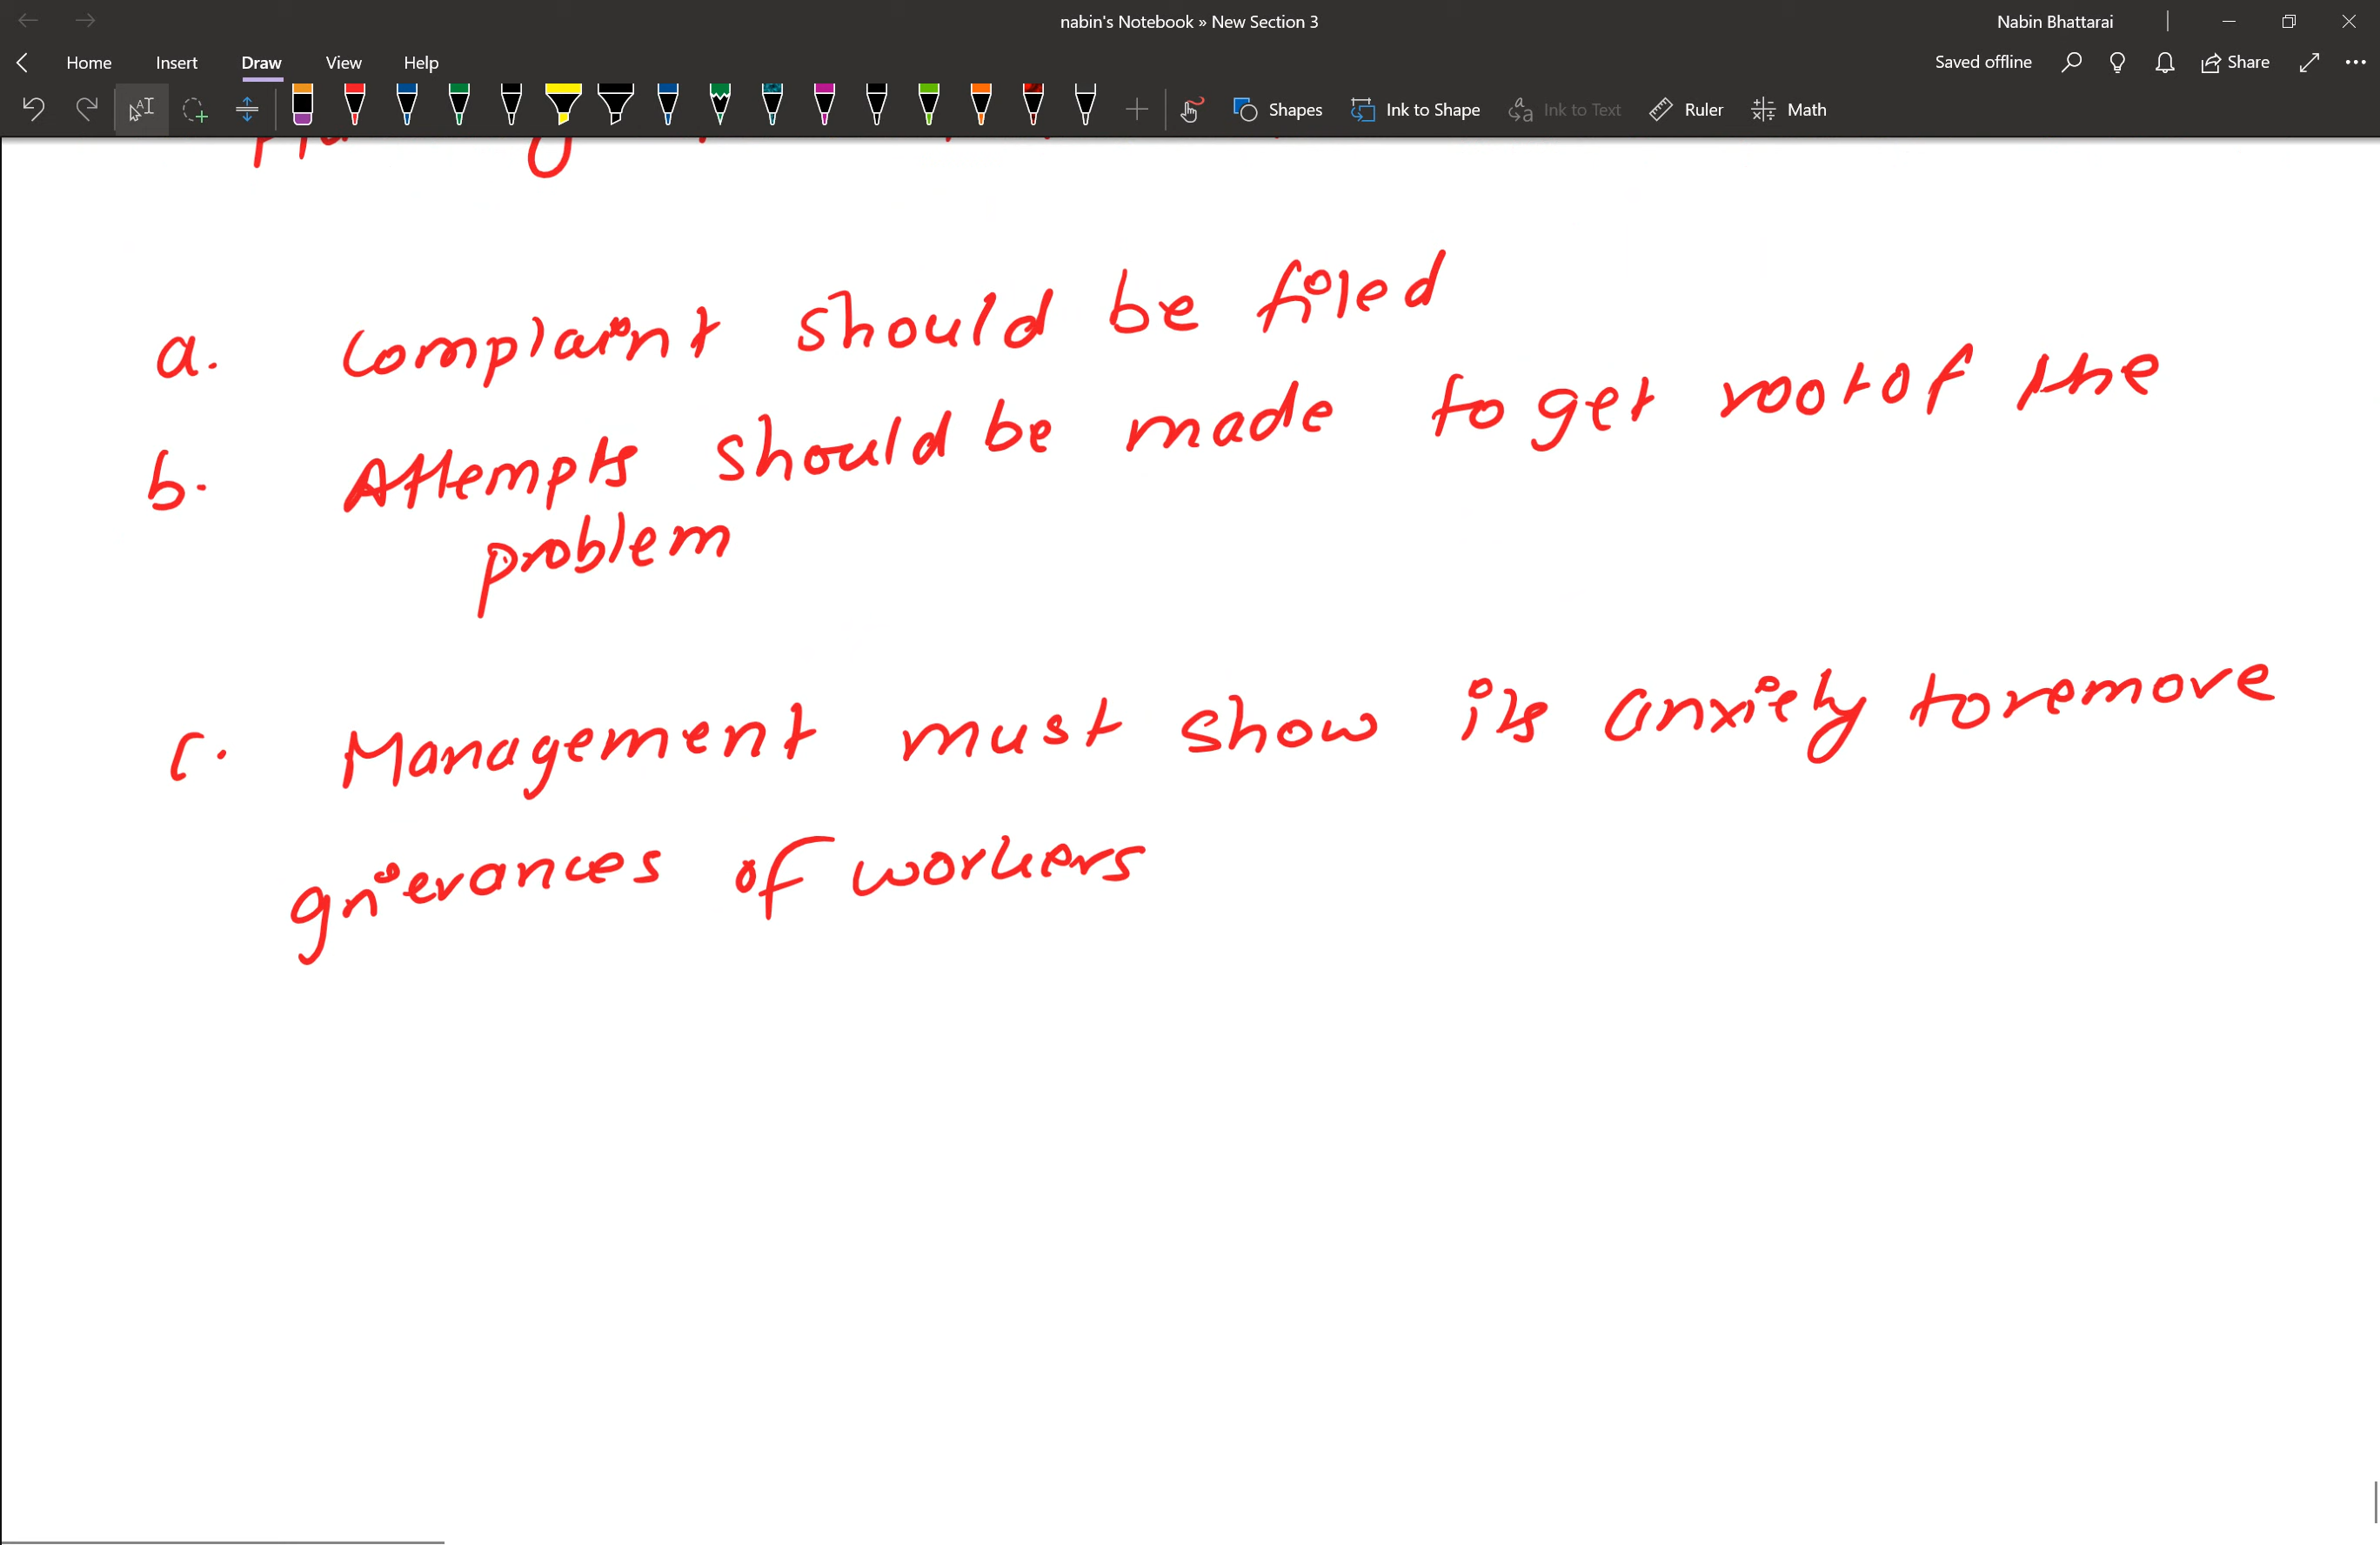 nabin's Notebook » New Section 3
Nabin Bhattarai
Home Insert Draw View Help
Saved offline
Share
Shapes Ink to Shape Ink to Text Ruler Math
a. Complaint should be filed
b. Attempts should be made to get root of the
problem
c. Management must show its anxiety to remove
grievances of workers